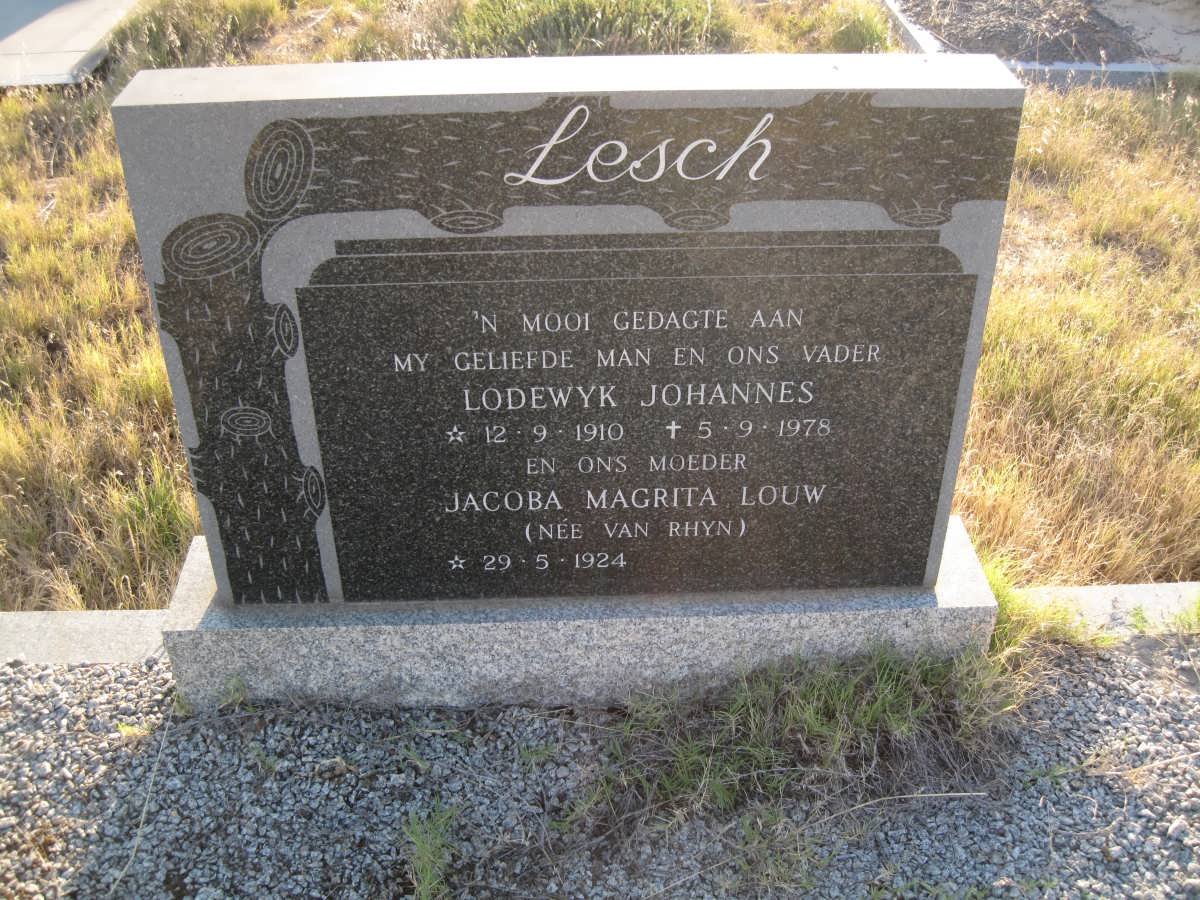 Lesch
'N MOOI GEDAGTE AAN
MY GELIEFDE MAN EN ONS VADER
LODEWYK JOHANNES
☆ 12·9·1910 ✝ 5·9·1978
EN ONS MOEDER
JACOBA MAGRITA LOUW
(NÉE VAN RHYN)
☆ 29·5·1924